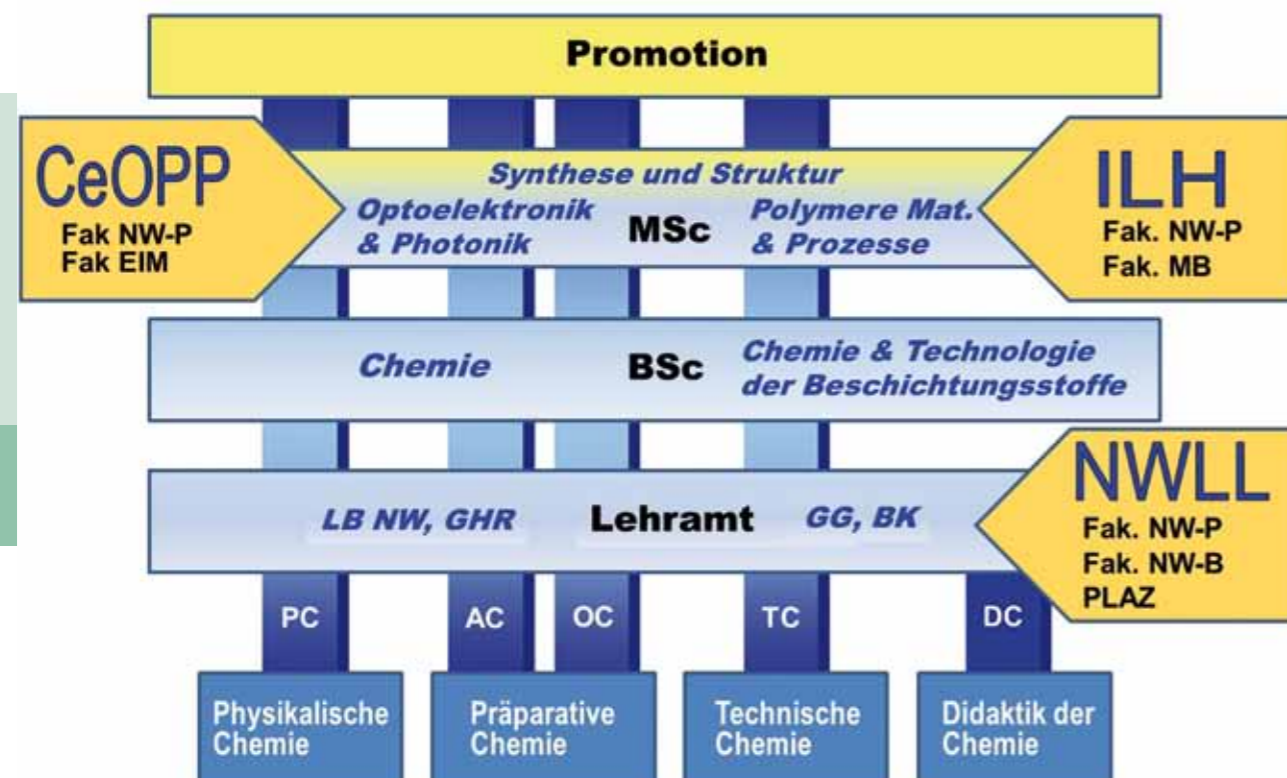 Promotion
CeOPP
Fak NW-P
Fak EIM
Synthese und Struktur
Optoelektronik
& Photonik
MSc
Polymere Mat.
& Prozesse
ILH
Fak. NW-P
Fak. MB
Chemie
BSc
Chemie & Technologie
der Beschichtungsstoffe
LB NW, GHR
Lehramt
GG, BK
NWLL
Fak. NW-P
Fak. NW-B
PLAZ
PC
AC
OC
TC
DC
Physikalische
Chemie
Präparative
Chemie
Technische
Chemie
Didaktik der
Chemie